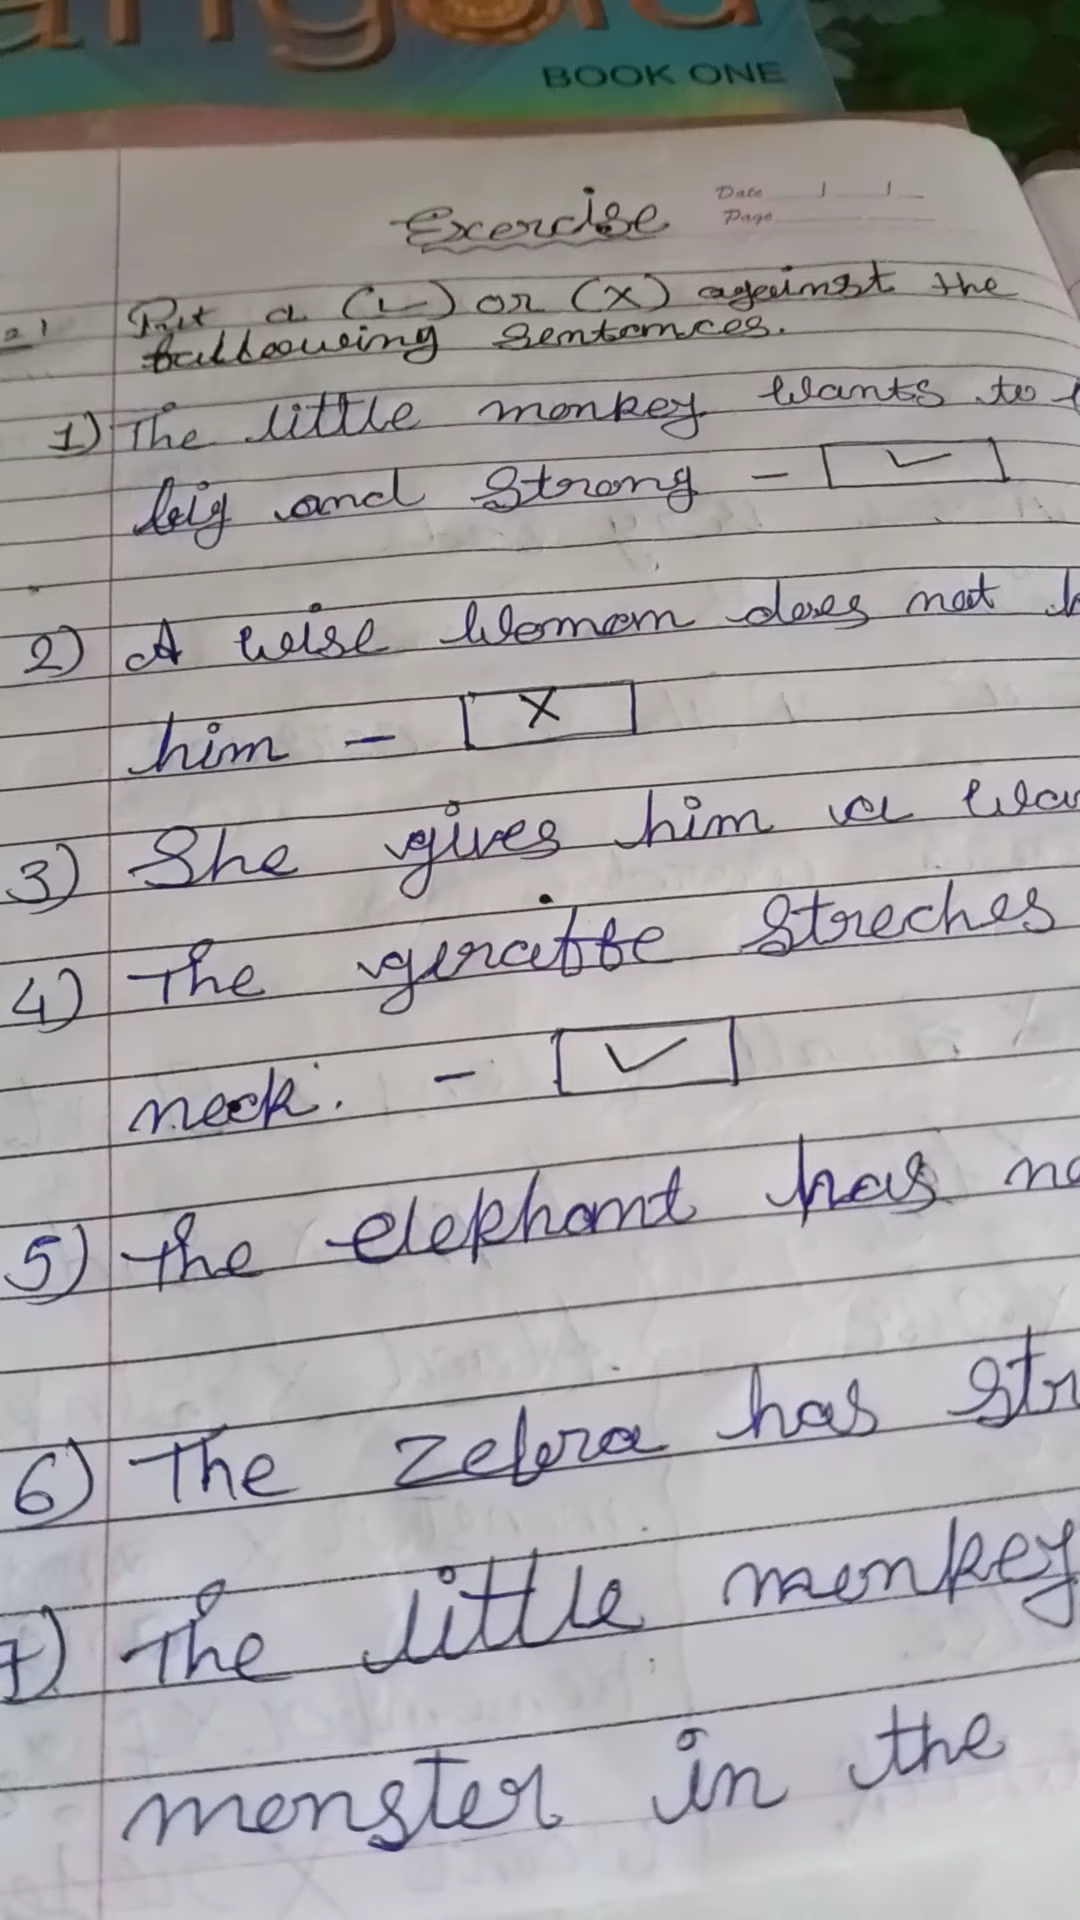 BOOK ONE
Date
Page
Exercise
Put a (✓) or (x) against the
following sentences.
1) The little monkey wants to
big and strong - ✓
2) A wise woman does not
him - X
3) She gives him a
4) The giraffe streches
neck. - ✓
5) The elephant has
6) The zebra has
7) The little monkey
monster in the